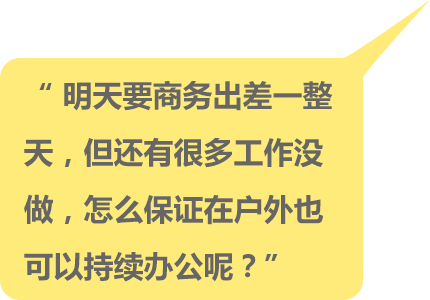 “ 明天要商务出差一整
天，但还有很多工作没
做，怎么保证在户外也
可以持续办公呢？”